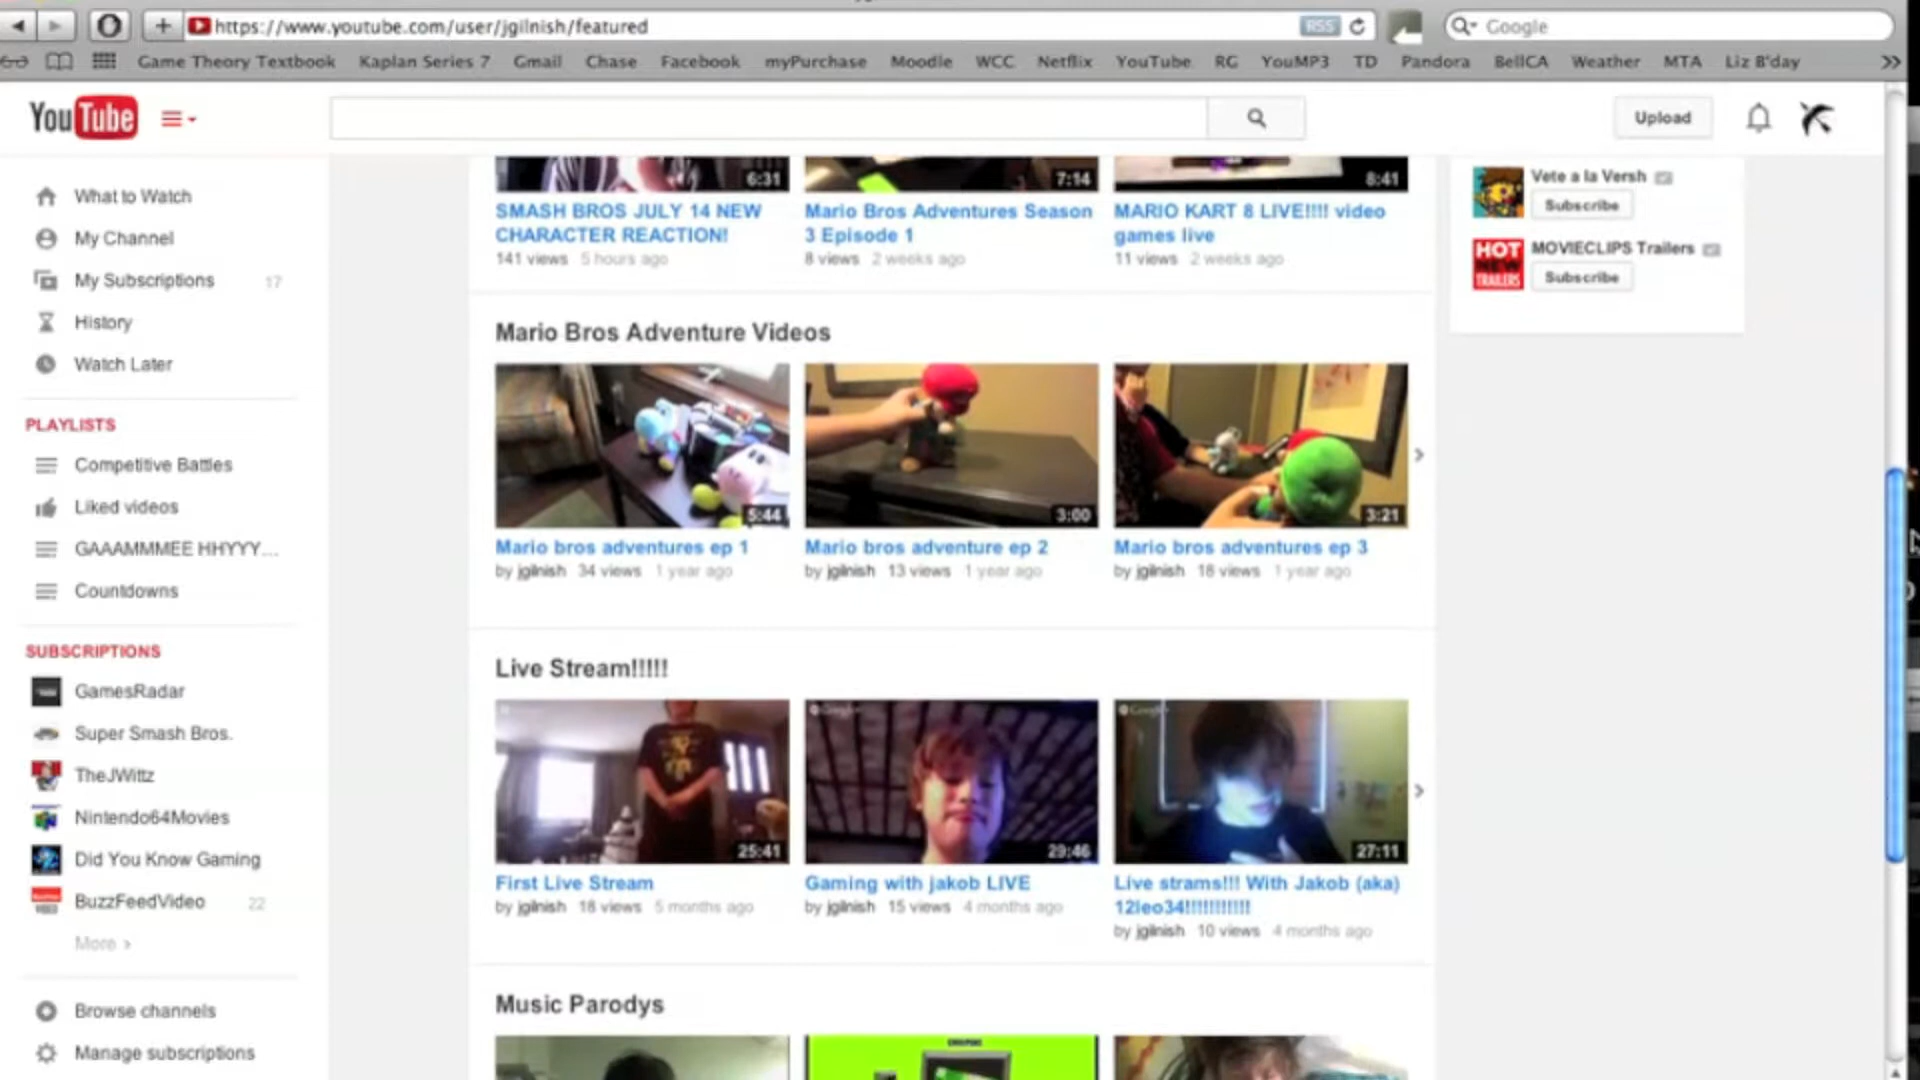 https://www.youtube.com/user/jgilnish/featured
RSS
Google
Game Theory Textbook Kaplan Series 7 Gmail Chase Facebook myPurchase Moodle WCC Netflix YouTube RG YouMP3 TD Pandora BellCA Weather MTA Liz B'day
YouTube
Upload
What to Watch
My Channel
My Subscriptions 17
History
Watch Later
PLAYLISTS
Competitive Battles
Liked videos
GAAAMMMEE HHYYY...
Countdowns
SUBSCRIPTIONS
GamesRadar
Super Smash Bros.
TheJWittz
Nintendo64Movies
Did You Know Gaming
BuzzFeedVideo 22
More
Browse channels
Manage subscriptions
6:31
SMASH BROS JULY 14 NEW
CHARACTER REACTION!
141 views 5 hours ago
7:14
Mario Bros Adventures Season
3 Episode 1
8 views 2 weeks ago
8:41
MARIO KART 8 LIVE!!!! video
games live
11 views 2 weeks ago
Mario Bros Adventure Videos
5:44
Mario bros adventures ep 1
by jgilnish 34 views 1 year ago
3:00
Mario bros adventure ep 2
by jgilnish 13 views 1 year ago
3:21
Mario bros adventures ep 3
by jgilnish 18 views 1 year ago
Live Stream!!!!!
25:41
First Live Stream
by jgilnish 18 views 5 months ago
Google+
29:46
Gaming with jakob LIVE
by jgilnish 15 views 4 months ago
Google+
27:11
Live strams!!! With Jakob (aka)
12leo34!!!!!!!!!!!!
by jgilnish 10 views 4 months ago
Music Parodys
Vete a la Versh
Subscribe
HOT
NEW
TRAILERS
MOVIECLIPS Trailers
Subscribe